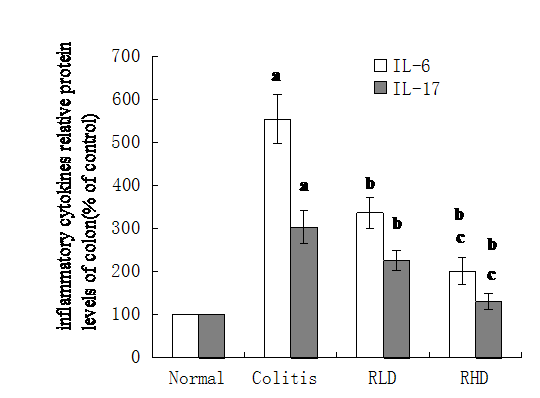 inflammatory cytokines relative protein
levels of colon(% of control)
700
600
500
400
300
200
100
0
IL-6
IL-17
a
a
b
b
b
c
b
c
Normal
Colitis
RLD
RHD